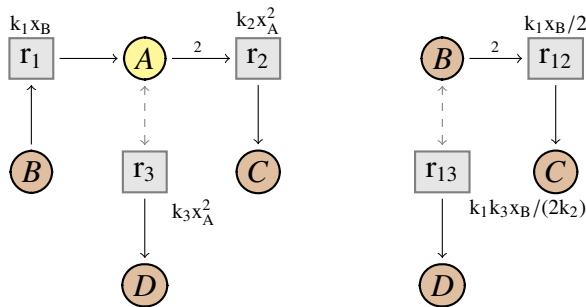 k₁x_B
k₂x_A²
k₁x_B/2
r₁
A
2
r₂
B
2
r₁₂
B
r₃
C
r₁₃
C
k₃x_A²
k₁k₃x_B/(2k₂)
D
D